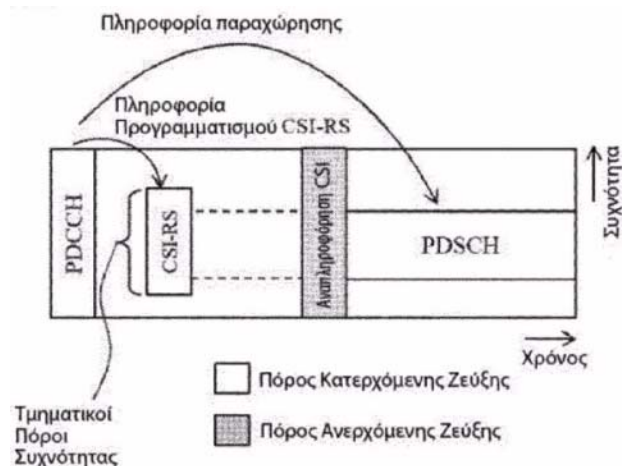 Πληροφορία παραχώρησης
Πληροφορία
Προγραμματισμού CSI-RS
PDCCH
CSI-RS
Αναπληροφόρηση CSI
PDSCH
Συχνότητα
Χρόνος
Τμηματικοί
Πόροι
Συχνότητας
Πόρος Κατερχόμενης Ζεύξης
Πόρος Ανερχόμενης Ζεύξης